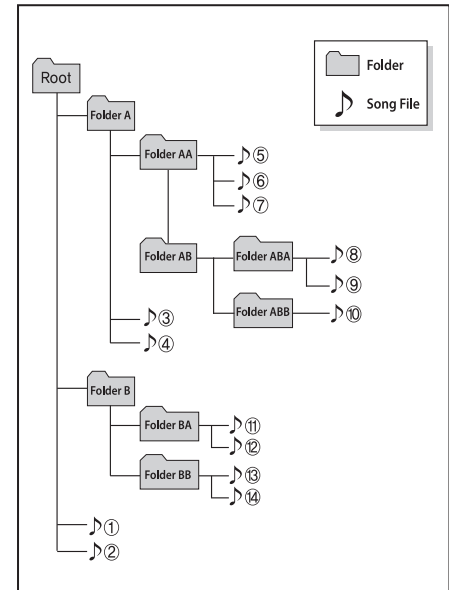 Root
Folder
Song File
Folder A
Folder AA
⑤
⑥
⑦
Folder AB
Folder ABA
⑧
⑨
Folder ABB
⑩
③
④
Folder B
Folder BA
⑪
⑫
Folder BB
⑬
⑭
①
②